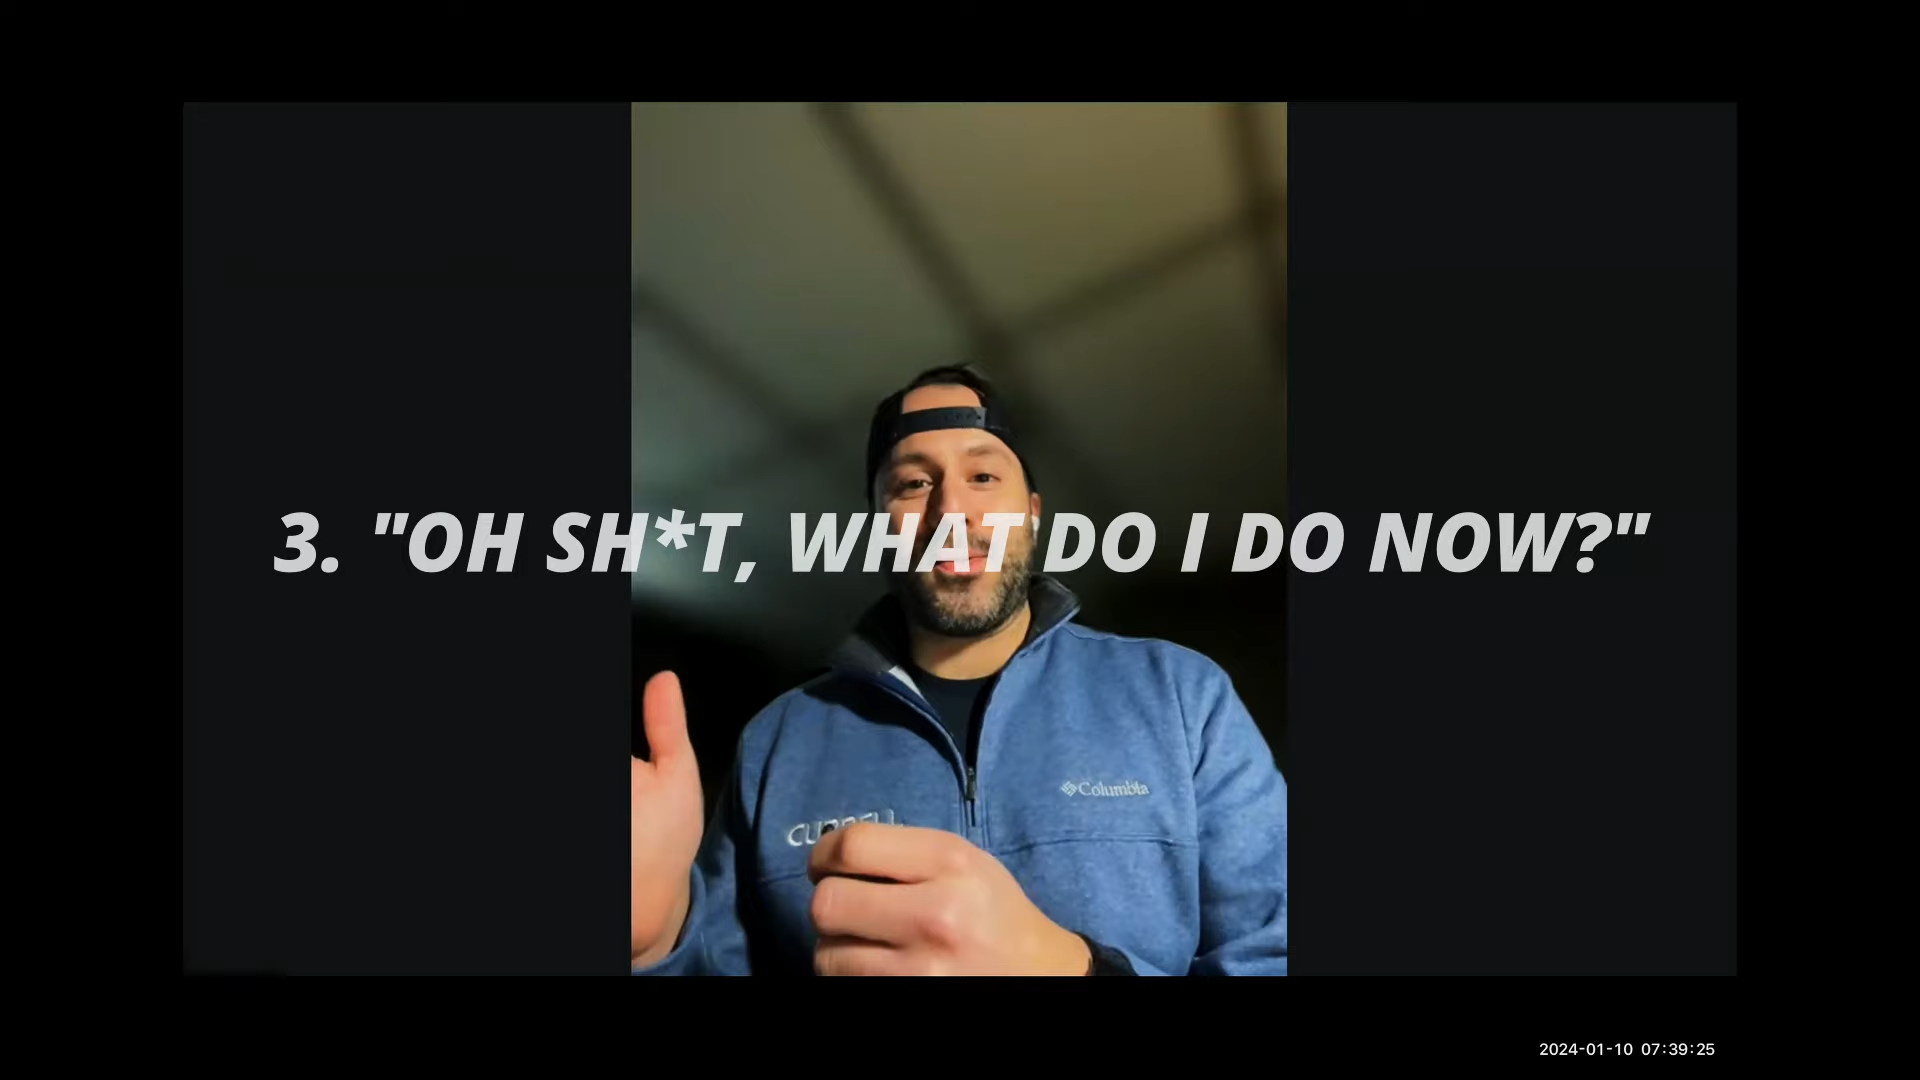 3. "OH SH*T, WHAT DO I DO NOW?"
Columbia
2024-01-10 07:39:25